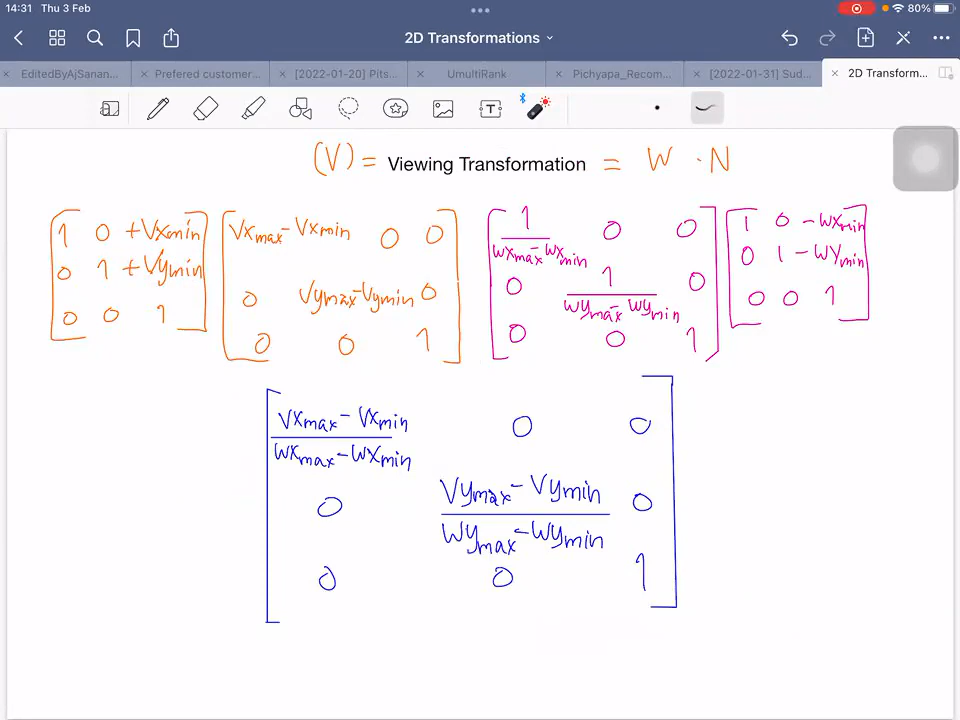 14:31 Thu 3 Feb
80%
2D Transformations
EditedByAjSanan...
Prefered customer...
[2022-01-20] Pits...
UmultiRank
Pichyapa_Recom...
[2022-01-31] Sud...
2D Transform...
T
(V) = Viewing Transformation = W · N
1 0 +Vxmin
0 1 +Vymin
0 0 1
Vxmax-Vxmin 0 0
0 Vymax-Vymin 0
0 0 1
1/(wxmax-wxmin) 0 0
0 1/(wymax-wymin) 0
0 0 1
1 0 -wxmin
0 1 -wymin
0 0 1
Vxmax-Vxmin 0 0
Wxmax-Wxmin
0 Vymax-Vymin 0
Wymax-Wymin
0 0 1